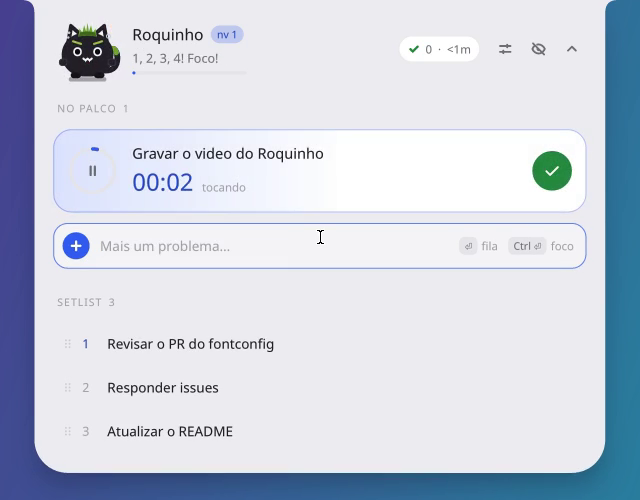 Roquinho nv 1
1, 2, 3, 4! Foco!
0 · <1m
NO PALCO 1
Gravar o video do Roquinho
00:02 tocando
Mais um problema...
⏎ fila Ctrl ⏎ foco
SETLIST 3
1 Revisar o PR do fontconfig
2 Responder issues
3 Atualizar o README